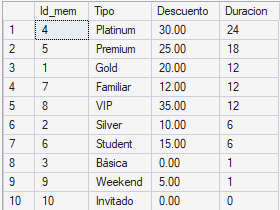 Id_mem Tipo Descuento Duracion
1 4 Platinum 30.00 24
2 5 Premium 25.00 18
3 1 Gold 20.00 12
4 7 Familiar 12.00 12
5 8 VIP 35.00 12
6 2 Silver 10.00 6
7 6 Student 15.00 6
8 3 Básica 0.00 1
9 9 Weekend 5.00 1
10 10 Invitado 0.00 0